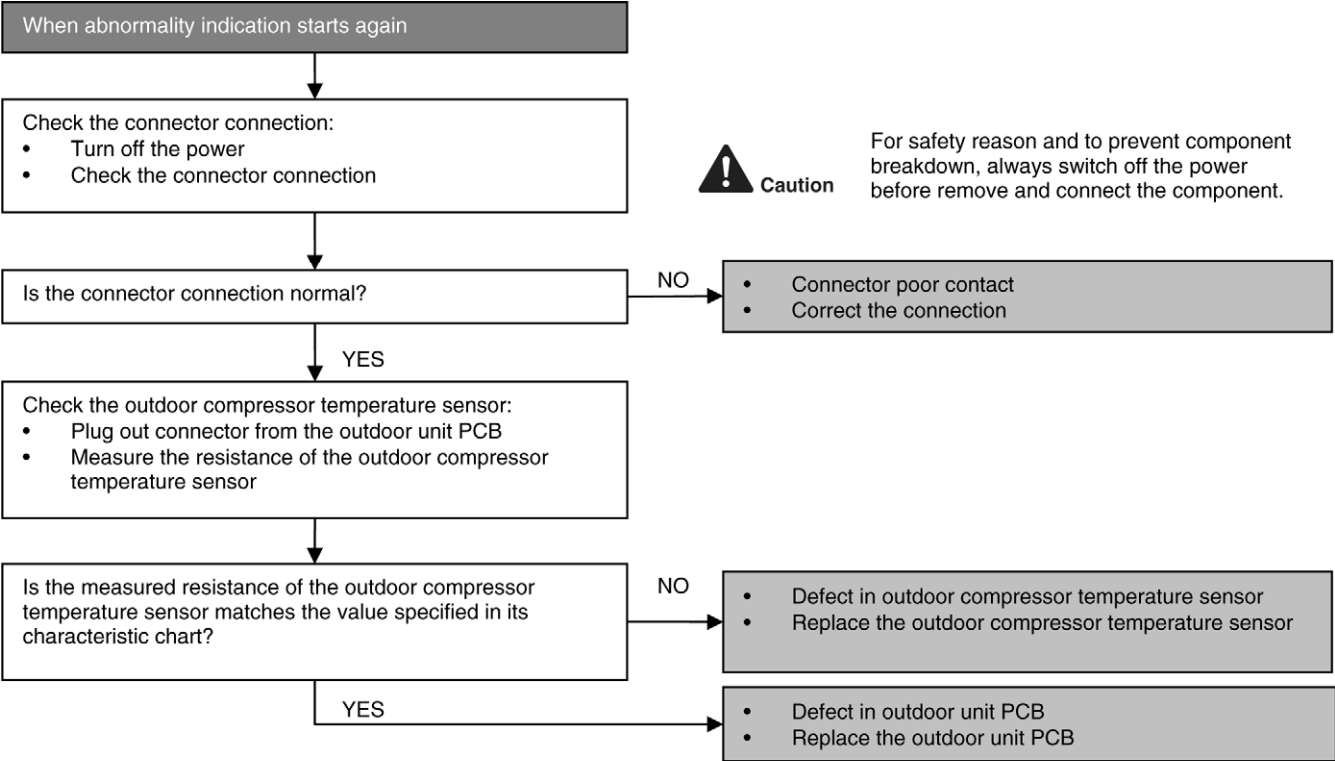 When abnormality indication starts again
Check the connector connection:
• Turn off the power
• Check the connector connection
Caution
For safety reason and to prevent component
breakdown, always switch off the power
before remove and connect the component.
Is the connector connection normal?
NO
• Connector poor contact
• Correct the connection
YES
Check the outdoor compressor temperature sensor:
• Plug out connector from the outdoor unit PCB
• Measure the resistance of the outdoor compressor
temperature sensor
Is the measured resistance of the outdoor compressor
temperature sensor matches the value specified in its
characteristic chart?
NO
• Defect in outdoor compressor temperature sensor
• Replace the outdoor compressor temperature sensor
YES
• Defect in outdoor unit PCB
• Replace the outdoor unit PCB